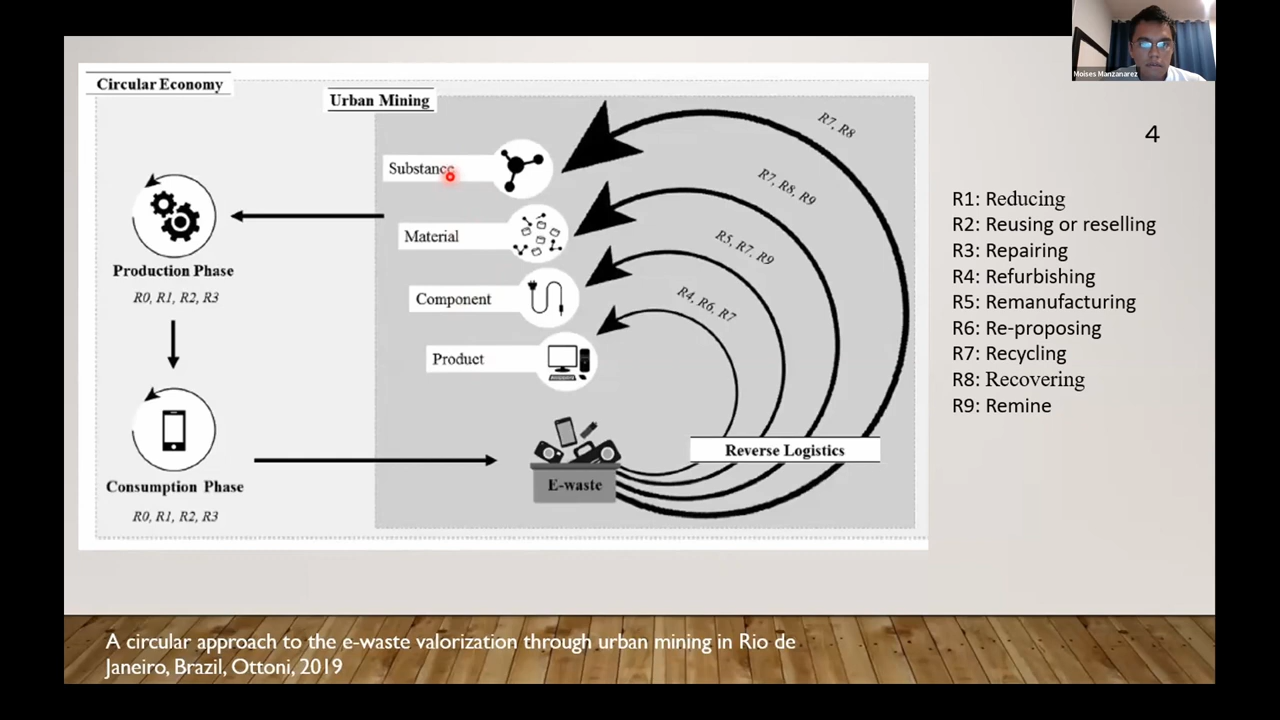 Moises Manzanarez
Circular Economy
Urban Mining
R7, R8
4
Substance
R7, R8, R9
R1: Reducing
R2: Reusing or reselling
Material
R5, R7, R9
R3: Repairing
Production Phase
R4: Refurbishing
R0, R1, R2, R3
Component
R4, R6, R7
R5: Remanufacturing
R6: Re-proposing
Product
R7: Recycling
R8: Recovering
R9: Remine
Reverse Logistics
Consumption Phase
E-waste
R0, R1, R2, R3
A circular approach to the e-waste valorization through urban mining in Rio de
Janeiro, Brazil, Ottoni, 2019